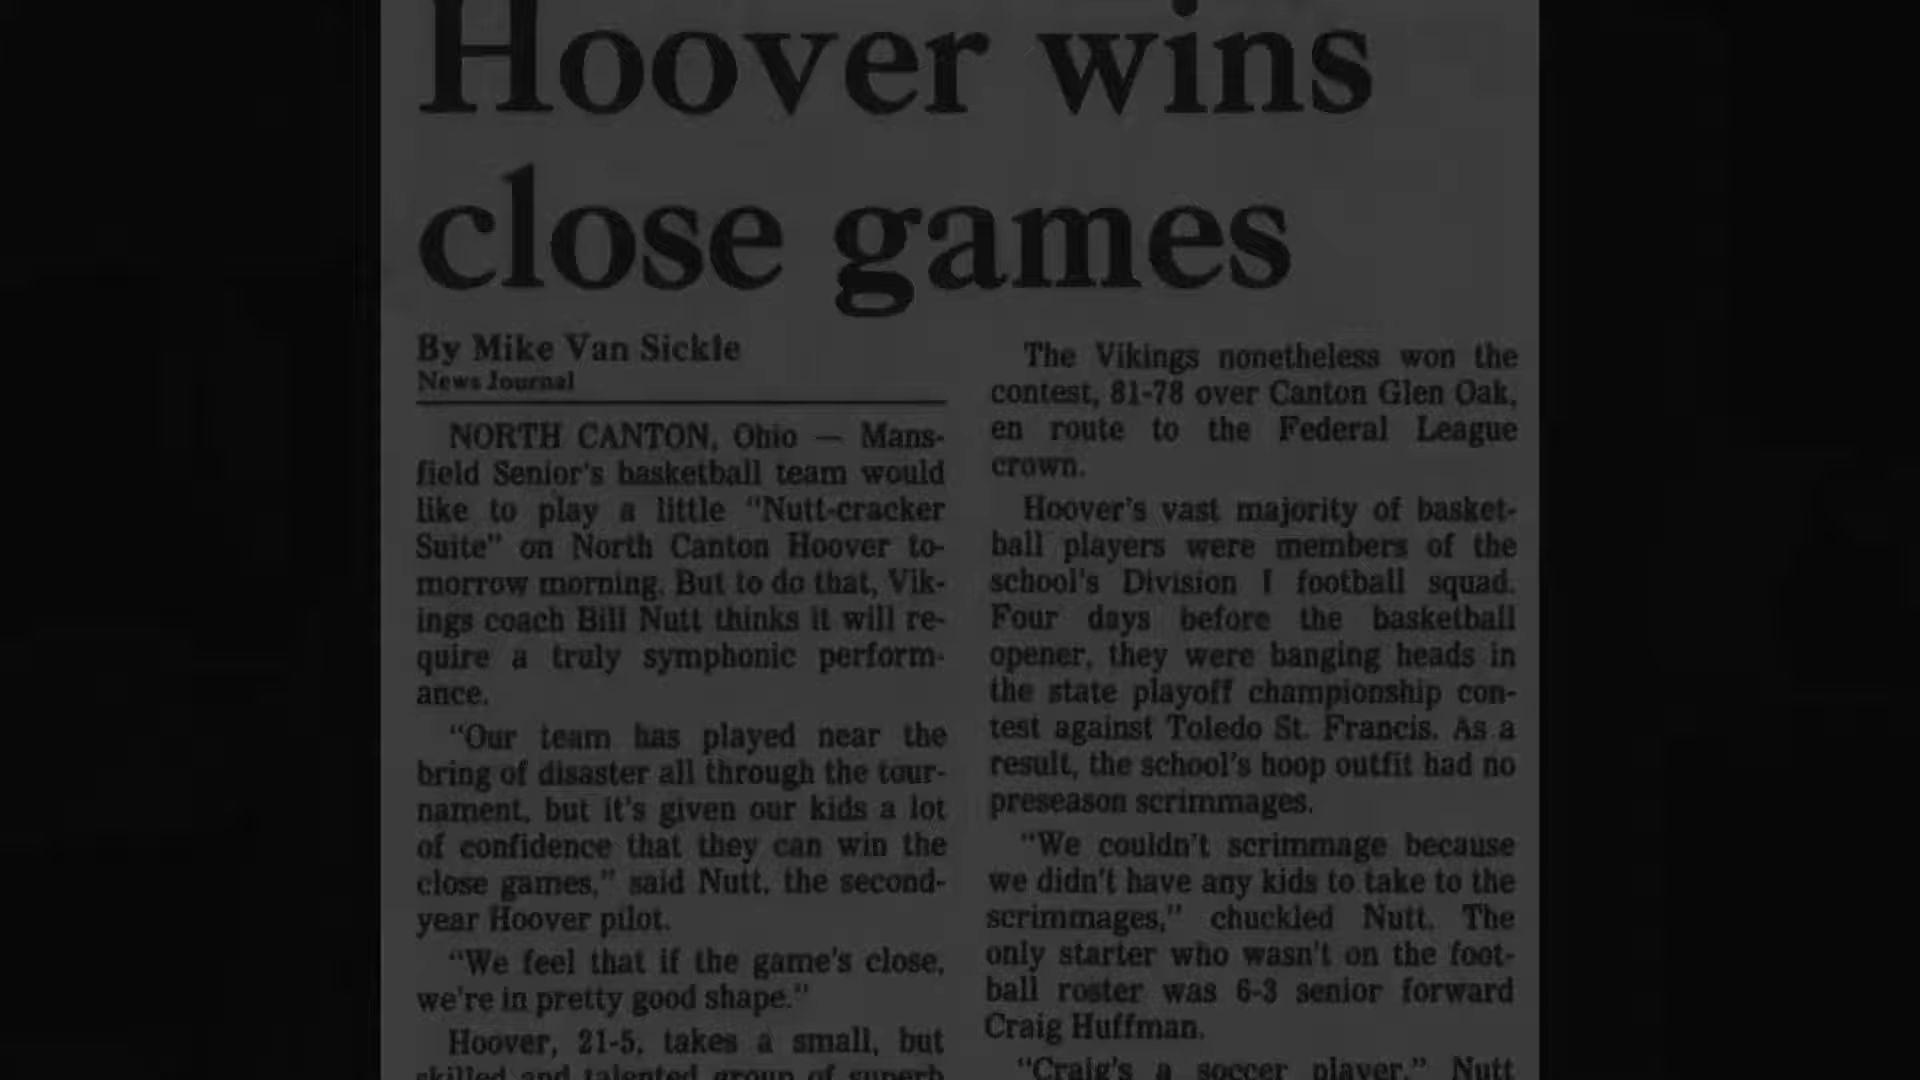 Hoover wins
close games
By Mike Van Sickle
News Journal
NORTH CANTON, Ohio — Mans-
field Senior's basketball team would
like to play a little "Nutt-cracker
Suite" on North Canton Hoover to-
morrow morning. But to do that, Vik-
ings coach Bill Nutt thinks it will re-
quire a truly symphonic perform-
ance.
"Our team has played near the
bring of disaster all through the tour-
nament, but it's given our kids a lot
of confidence that they can win the
close games," said Nutt, the second-
year Hoover pilot.
"We feel that if the game's close,
we're in pretty good shape."
Hoover, 21-5, takes a small, but
skilled and talented group of superb
The Vikings nonetheless won the
contest, 81-78 over Canton Glen Oak,
en route to the Federal League
crown.
Hoover's vast majority of basket-
ball players were members of the
school's Division I football squad.
Four days before the basketball
opener, they were banging heads in
the state playoff championship con-
test against Toledo St. Francis. As a
result, the school's hoop outfit had no
preseason scrimmages.
"We couldn't scrimmage because
we didn't have any kids to take to the
scrimmages," chuckled Nutt. The
only starter who wasn't on the foot-
ball roster was 6-3 senior forward
Craig Huffman.
"Craig's a soccer player," Nutt